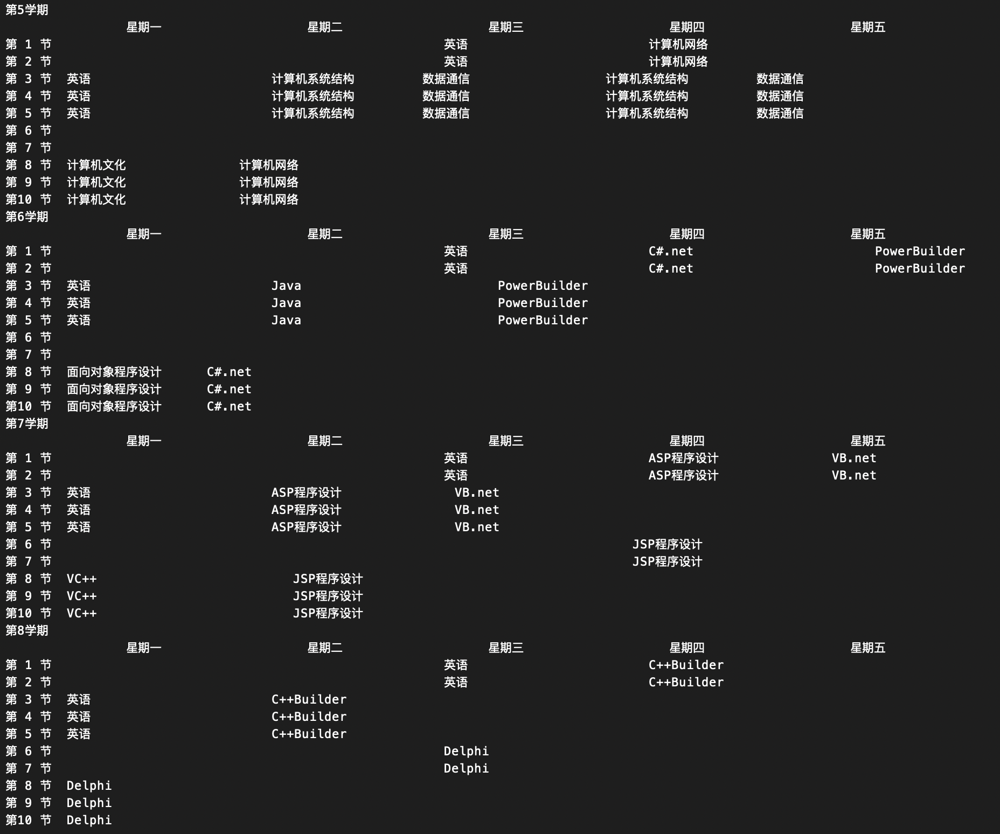 第5学期
星期一 星期二 星期三 星期四 星期五
第 1 节 英语 计算机网络
第 2 节 英语 计算机网络
第 3 节 英语 计算机系统结构 数据通信 计算机系统结构 数据通信
第 4 节 英语 计算机系统结构 数据通信 计算机系统结构 数据通信
第 5 节 英语 计算机系统结构 数据通信 计算机系统结构 数据通信
第 6 节
第 7 节
第 8 节 计算机文化 计算机网络
第 9 节 计算机文化 计算机网络
第10 节 计算机文化 计算机网络
第6学期
星期一 星期二 星期三 星期四 星期五
第 1 节 英语 C#.net PowerBuilder
第 2 节 英语 C#.net PowerBuilder
第 3 节 英语 Java PowerBuilder
第 4 节 英语 Java PowerBuilder
第 5 节 英语 Java PowerBuilder
第 6 节
第 7 节
第 8 节 面向对象程序设计 C#.net
第 9 节 面向对象程序设计 C#.net
第10 节 面向对象程序设计 C#.net
第7学期
星期一 星期二 星期三 星期四 星期五
第 1 节 英语 ASP程序设计 VB.net
第 2 节 英语 ASP程序设计 VB.net
第 3 节 英语 ASP程序设计 VB.net
第 4 节 英语 ASP程序设计 VB.net
第 5 节 英语 ASP程序设计 VB.net
第 6 节 JSP程序设计
第 7 节 JSP程序设计
第 8 节 VC++ JSP程序设计
第 9 节 VC++ JSP程序设计
第10 节 VC++ JSP程序设计
第8学期
星期一 星期二 星期三 星期四 星期五
第 1 节 英语 C++Builder
第 2 节 英语 C++Builder
第 3 节 英语 C++Builder
第 4 节 英语 C++Builder
第 5 节 英语 C++Builder
第 6 节 Delphi
第 7 节 Delphi
第 8 节 Delphi
第 9 节 Delphi
第10 节 Delphi